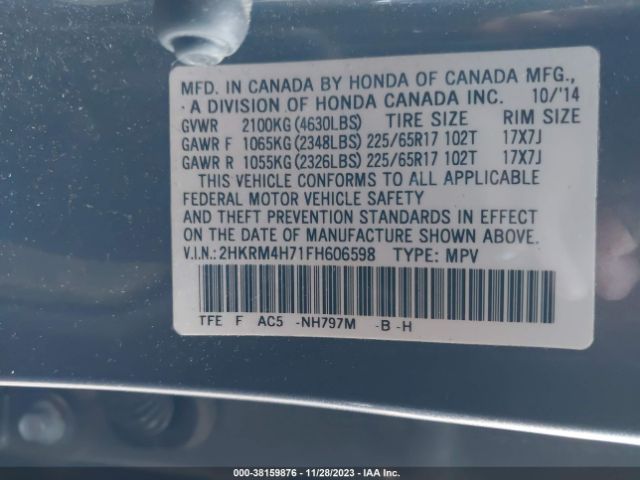 MFD. IN CANADA BY HONDA OF CANADA MFG.,
A DIVISION OF HONDA CANADA INC. 10/'14
GVWR 2100KG(4630LBS) TIRE SIZE RIM SIZE
GAWR F 1065KG(2348LBS) 225/65R17 102T 17X7J
GAWR R 1055KG(2326LBS) 225/65R17 102T 17X7J
THIS VEHICLE CONFORMS TO ALL APPLICABLE
FEDERAL MOTOR VEHICLE SAFETY
AND THEFT PREVENTION STANDARDS IN EFFECT ON
THE DATE OF MANUFACTURE SHOWN ABOVE.
V.I.N.: 2HKRM4H71FH606598 TYPE: MPV
TFE F AC5 -NH797M -B -H
000-38159876 - 11/28/2023 - IAA Inc.